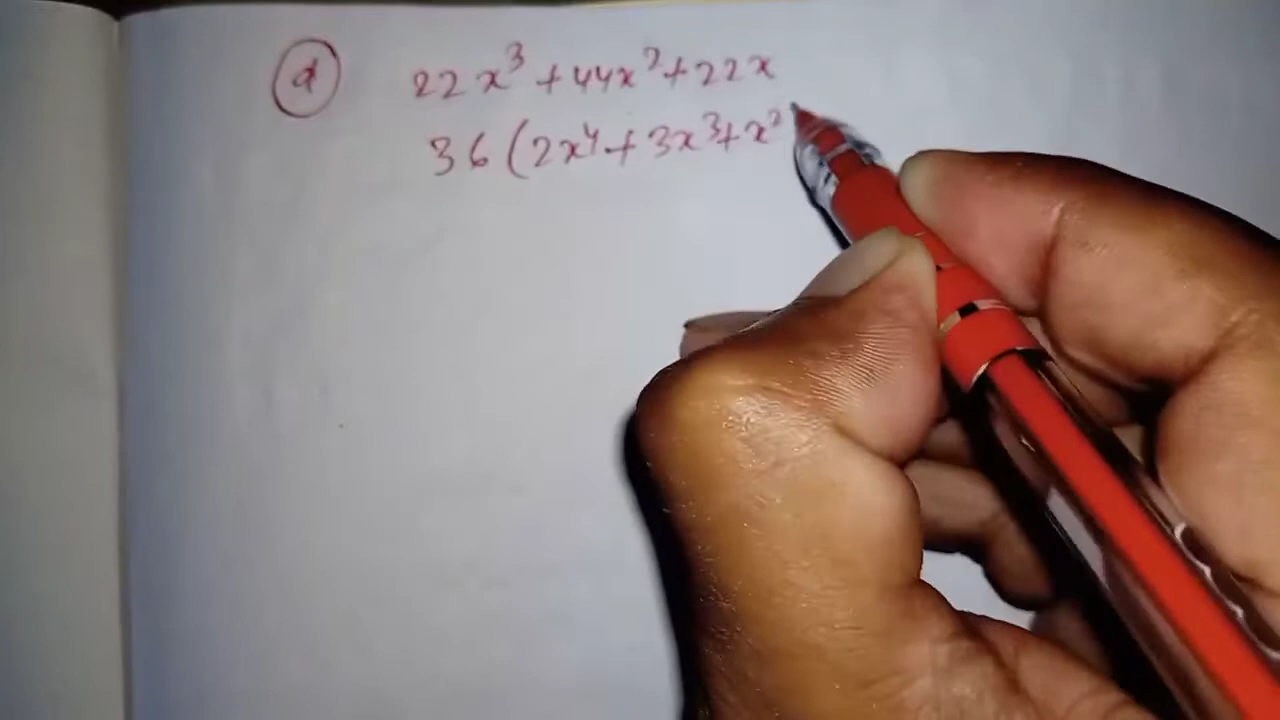 d 22x³ + 44x² + 22x
36 (2x⁴ + 3x³ + x²